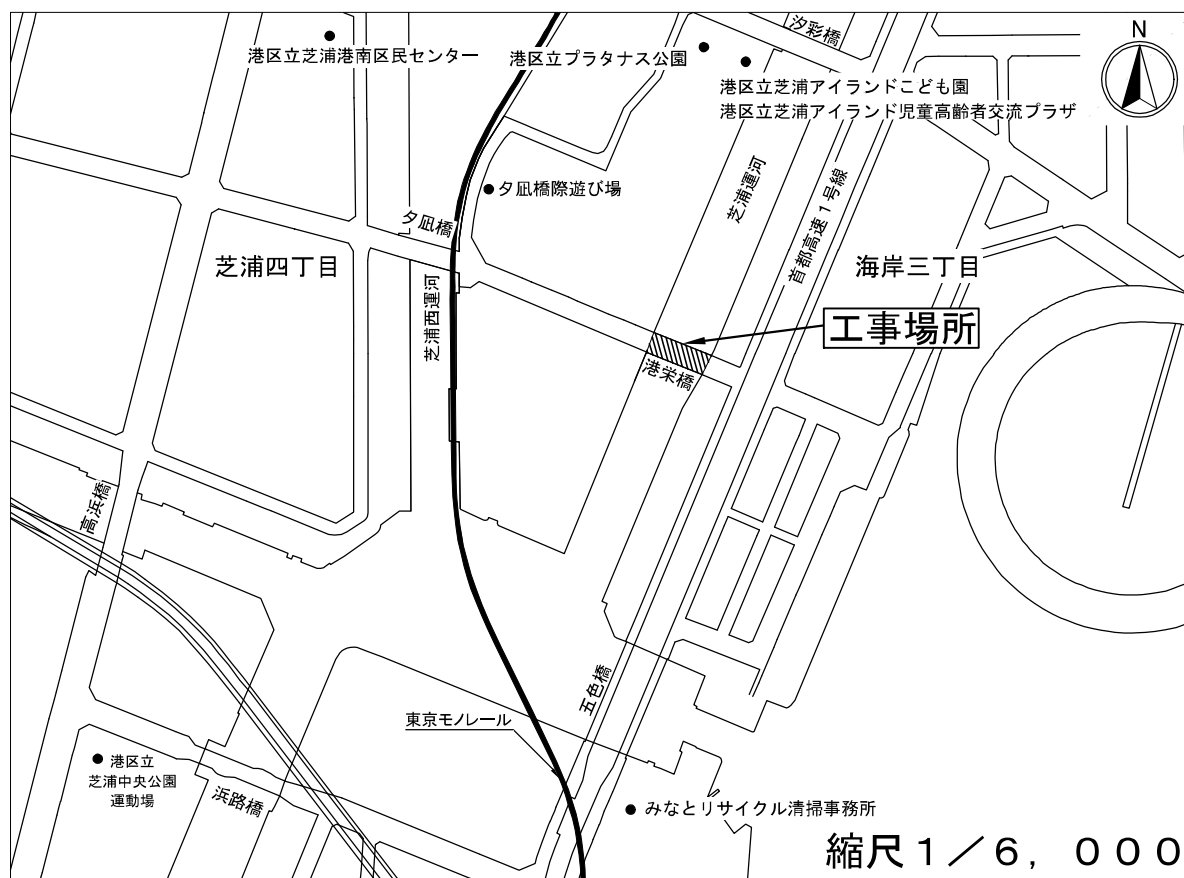 汐彩橋
N
港区立芝浦港南区民センター
港区立プラタナス公園
港区立芝浦アイランドこども園
港区立芝浦アイランド児童高齢者交流プラザ
夕凪橋際遊び場
芝浦運河
夕凪橋
首都高速1号線
芝浦四丁目
海岸三丁目
芝浦西運河
工事場所
港栄橋
高浜橋
五色橋
東京モノレール
港区立
芝浦中央公園
運動場
浜路橋
みなとリサイクル清掃事務所
縮尺1/6,000